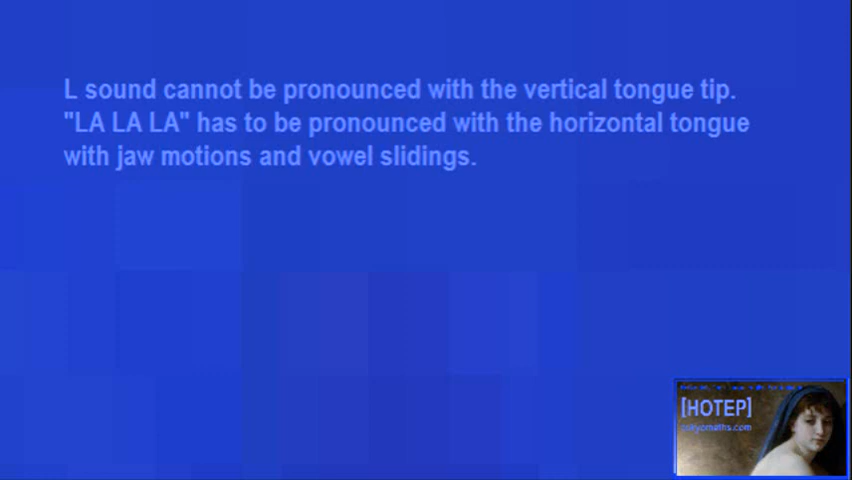 L sound cannot be pronounced with the vertical tongue tip.
"LA LA LA" has to be pronounced with the horizontal tongue
with jaw motions and vowel slidings.
[HOTEP]